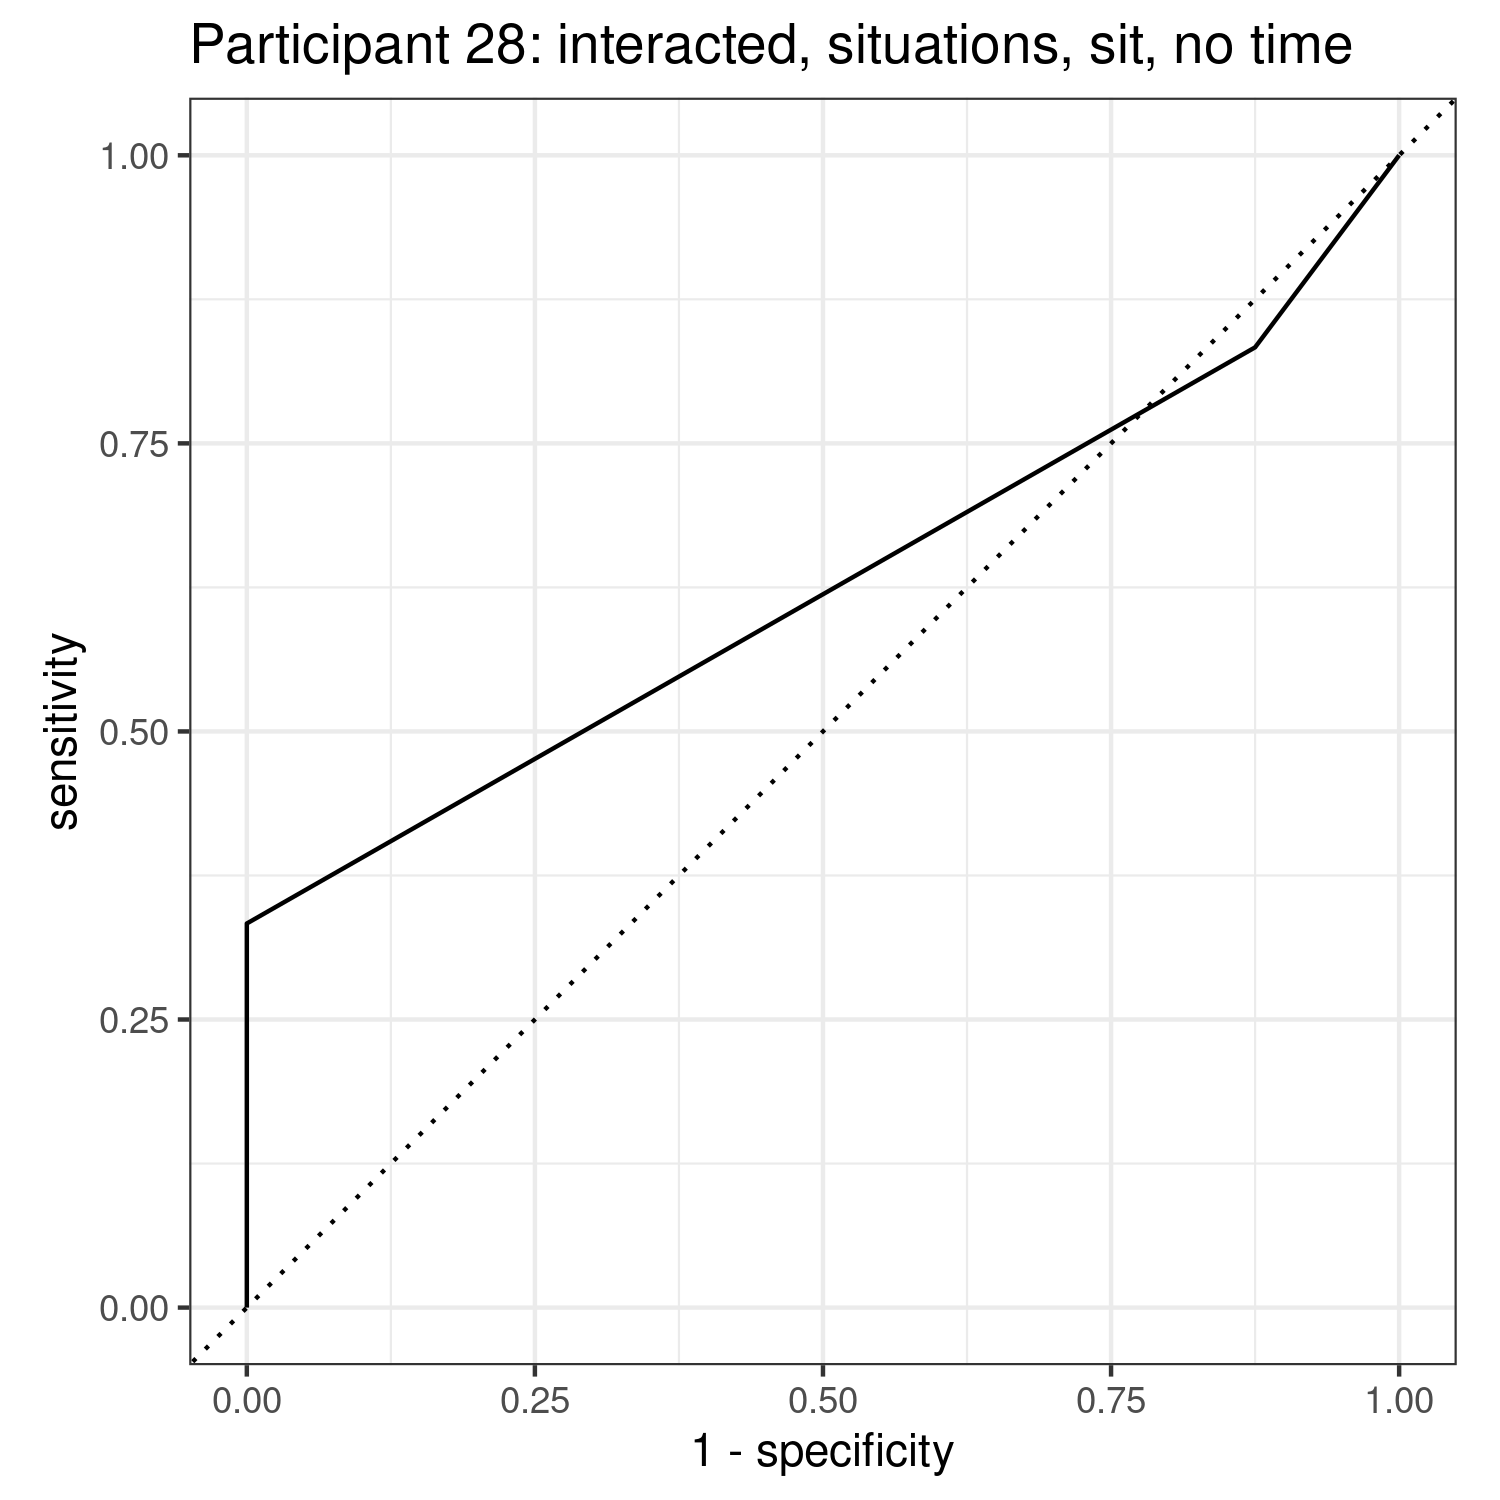 Participant 28: interacted, situations, sit, no time
1.00
0.75
0.50
0.25
0.00
sensitivity
0.00 0.25 0.50 0.75 1.00
1 - specificity